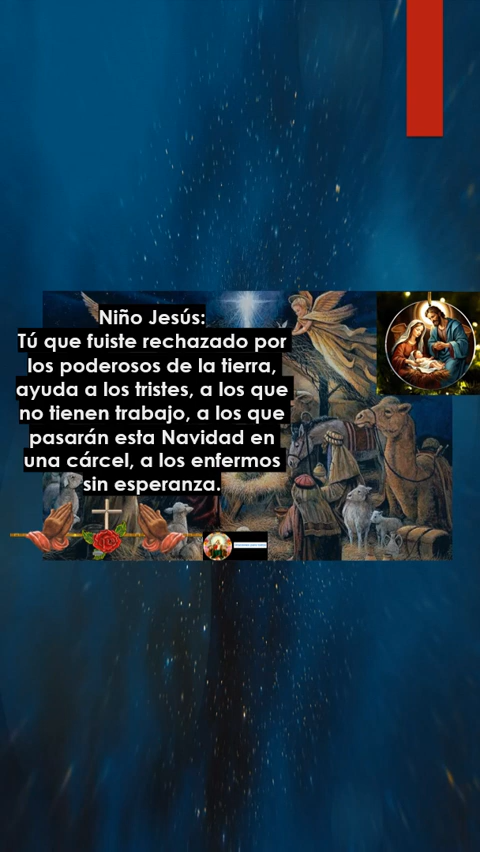 Niño Jesús:
Tú que fuiste rechazado por
los poderosos de la tierra,
ayuda a los tristes, a los que
no tienen trabajo, a los que
pasarán esta Navidad en
una cárcel, a los enfermos
sin esperanza.